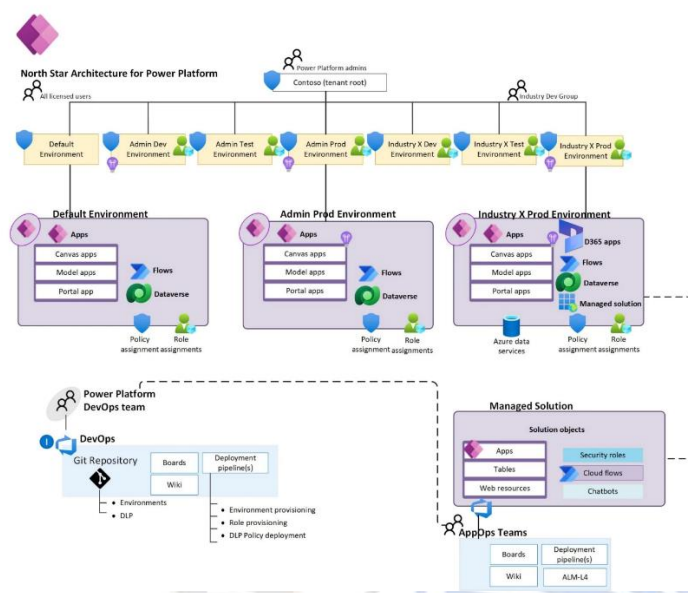 North Star Architecture for Power Platform
Power Platform admins
Contoso (tenant root)
All licensed users
Industry Dev Group
Default
Environment
Admin Dev
Environment
Admin Test
Environment
Admin Prod
Environment
Industry X Dev
Environment
Industry X Test
Environment
Industry X Prod
Environment
Default Environment
Apps
Canvas apps
Model apps
Portal app
Flows
Dataverse
Policy
assignment
Role
assignments
Admin Prod Environment
Apps
Canvas apps
Model apps
Portal apps
Flows
Dataverse
Policy
assignment
Role
assignments
Industry X Prod Environment
Apps
Canvas apps
Model apps
Portal apps
D365 apps
Flows
Dataverse
Managed solution
Azure data
services
Policy
assignment
Role
assignments
Power Platform
DevOps team
DevOps
Git Repository
Boards
Wiki
Deployment
pipeline(s)
• Environments
• DLP
• Environment provisioning
• Role provisioning
• DLP Policy deployment
Managed Solution
Solution objects
Apps
Tables
Web resources
Security roles
Cloud flows
Chatbots
AppOps Teams
Boards
Deployment
pipeline(s)
Wiki
ALM-L4